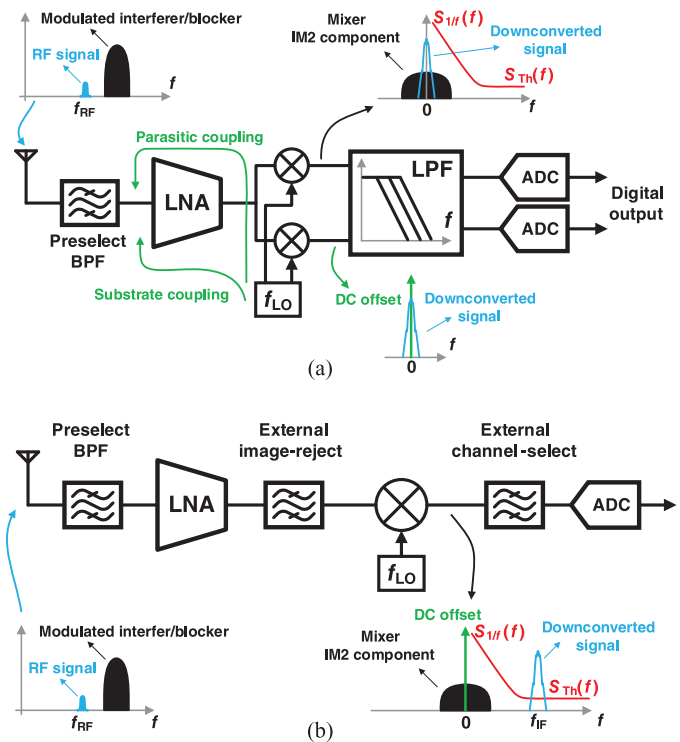 Modulated interferer/blocker
RF signal
f
fRF
Mixer
IM2 component
S1/f(f)
Downconverted
signal
STh(f)
0
f
Parasitic coupling
LNA
LPF
f
ADC
ADC
Digital
output
Preselect
BPF
Substrate coupling
fLO
DC offset
Downconverted
signal
f
0
(a)
Preselect
BPF
External
image-reject
External
channel-select
LNA
ADC
fLO
Modulated interfer/blocker
RF signal
fRF
f
DC offset
Mixer
IM2 component
S1/f(f)
Downconverted
signal
STh(f)
0
fIF
f
(b)